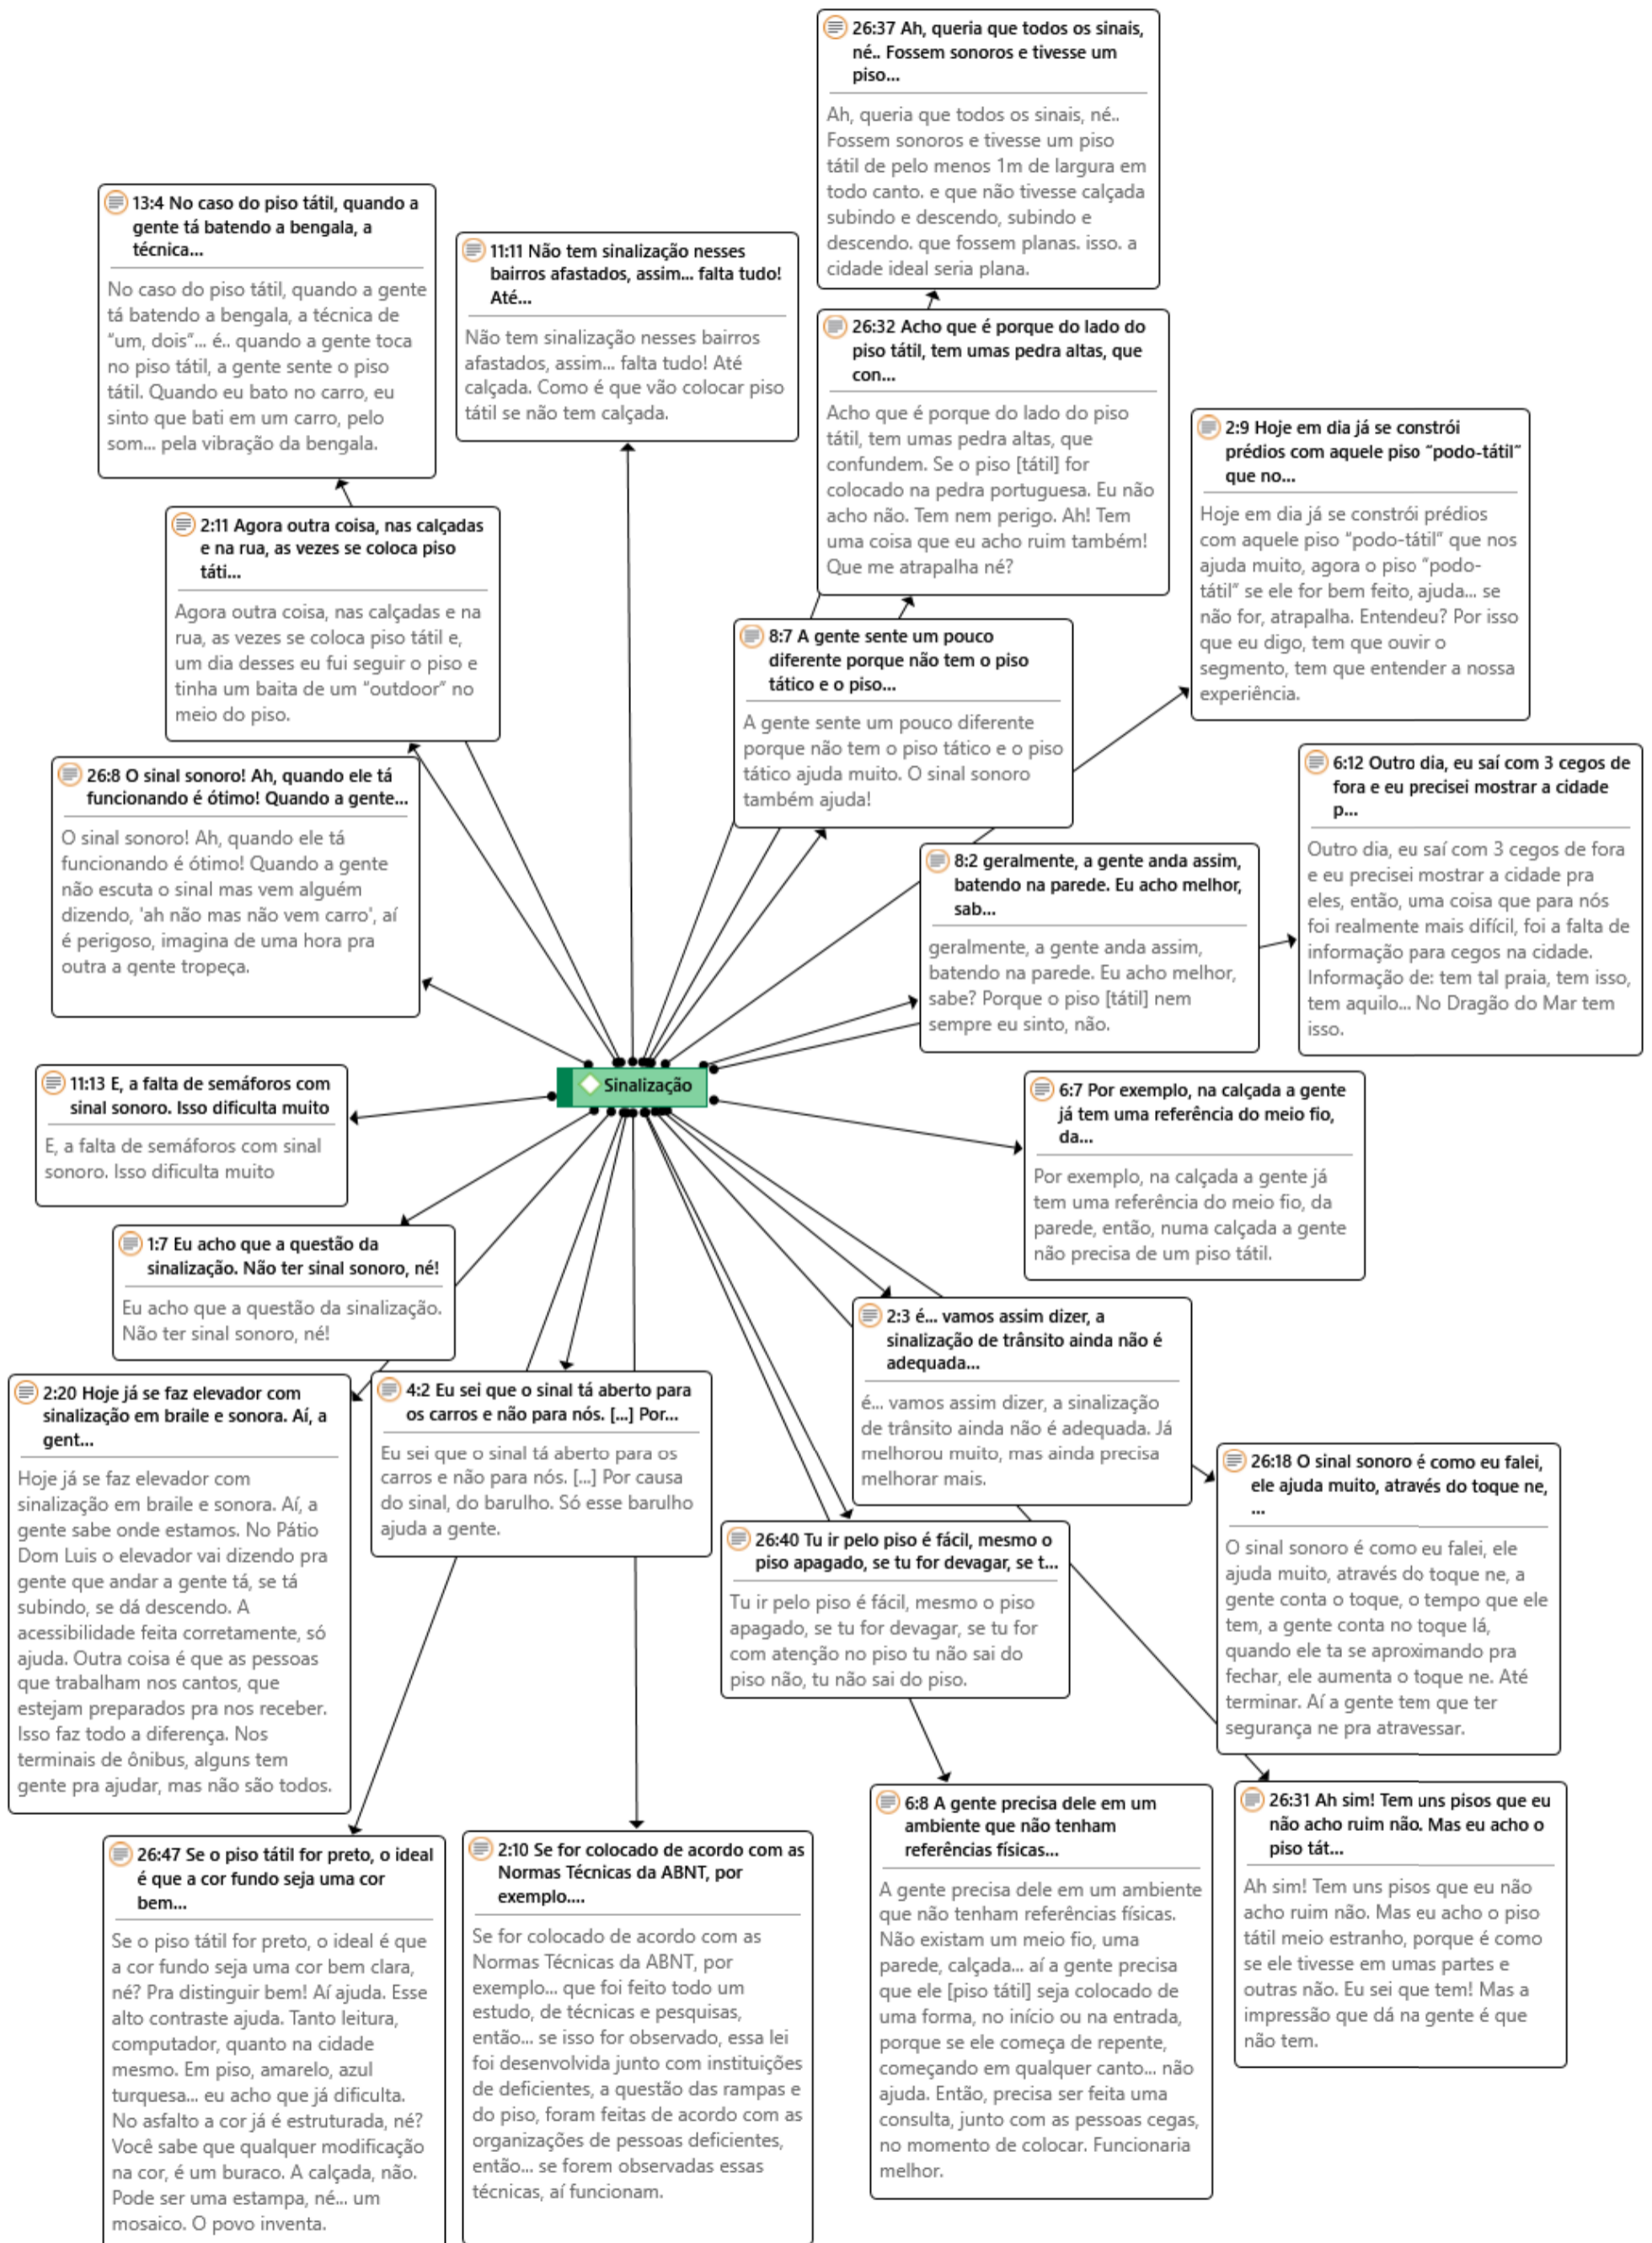 26:37 Ah, queria que todos os sinais,
né.. Fossem sonoros e tivesse um
piso...
Ah, queria que todos os sinais, né..
Fossem sonoros e tivesse um piso
tátil de pelo menos 1m de largura em
todo canto. e que não tivesse calçada
subindo e descendo, subindo e
descendo. que fossem planas. isso. a
cidade ideal seria plana.
13:4 No caso do piso tátil, quando a
gente tá batendo a bengala, a
técnica...
No caso do piso tátil, quando a gente
tá batendo a bengala, a técnica de
“um, dois”... é.. quando a gente toca
no piso tátil, a gente sente o piso
tátil. Quando eu bato no carro, eu
sinto que bati em um carro, pelo
som... pela vibração da bengala.
11:11 Não tem sinalização nesses
bairros afastados, assim... falta tudo!
Até...
Não tem sinalização nesses bairros
afastados, assim... falta tudo! Até
calçada. Como é que vão colocar piso
tátil se não tem calçada.
26:32 Acho que é porque do lado do
piso tátil, tem umas pedra altas, que
con...
Acho que é porque do lado do piso
tátil, tem umas pedra altas, que
confundem. Se o piso [tátil] for
colocado na pedra portuguesa. Eu não
acho não. Tem nem perigo. Ah! Tem
uma coisa que eu acho ruim também!
Que me atrapalha né?
2:9 Hoje em dia já se constrói
prédios com aquele piso “podo-tátil”
que no...
Hoje em dia já se constrói prédios
com aquele piso “podo-tátil” que nos
ajuda muito, agora o piso “podo-
tátil” se ele for bem feito, ajuda... se
não for, atrapalha. Entendeu? Por isso
que eu digo, tem que ouvir o
segmento, tem que entender a nossa
experiência.
2:11 Agora outra coisa, nas calçadas
e na rua, as vezes se coloca piso
táti...
Agora outra coisa, nas calçadas e na
rua, as vezes se coloca piso tátil e,
um dia desses eu fui seguir o piso e
tinha um baita de um “outdoor” no
meio do piso.
8:7 A gente sente um pouco
diferente porque não tem o piso
tático e o piso...
A gente sente um pouco diferente
porque não tem o piso tático e o piso
tático ajuda muito. O sinal sonoro
também ajuda!
26:8 O sinal sonoro! Ah, quando ele tá
funcionando é ótimo! Quando a gente...
O sinal sonoro! Ah, quando ele tá
funcionando é ótimo! Quando a gente
não escuta o sinal mas vem alguém
dizendo, 'ah não mas não vem carro', aí
é perigoso, imagina de uma hora pra
outra a gente tropeça.
6:12 Outro dia, eu saí com 3 cegos de
fora e eu precisei mostrar a cidade
p...
Outro dia, eu saí com 3 cegos de fora
e eu precisei mostrar a cidade pra
eles, então, uma coisa que para nós
foi realmente mais difícil, foi a falta de
informação para cegos na cidade.
Informação de: tem tal praia, tem isso,
tem aquilo... No Dragão do Mar tem
isso.
8:2 geralmente, a gente anda assim,
batendo na parede. Eu acho melhor,
sab...
geralmente, a gente anda assim,
batendo na parede. Eu acho melhor,
sabe? Porque o piso [tátil] nem
sempre eu sinto, não.
Sinalização
11:13 E, a falta de semáforos com
sinal sonoro. Isso dificulta muito
E, a falta de semáforos com sinal
sonoro. Isso dificulta muito
6:7 Por exemplo, na calçada a gente
já tem uma referência do meio fio,
da...
Por exemplo, na calçada a gente já
tem uma referência do meio fio, da
parede, então, numa calçada a gente
não precisa de um piso tátil.
1:7 Eu acho que a questão da
sinalização. Não ter sinal sonoro, né!
Eu acho que a questão da sinalização.
Não ter sinal sonoro, né!
2:3 é... vamos assim dizer, a
sinalização de trânsito ainda não é
adequada...
é... vamos assim dizer, a sinalização
de trânsito ainda não é adequada. Já
melhorou muito, mas ainda precisa
melhorar mais.
2:20 Hoje já se faz elevador com
sinalização em braile e sonora. Aí, a
gent...
Hoje já se faz elevador com
sinalização em braile e sonora. Aí, a
gente sabe onde estamos. No Pátio
Dom Luis o elevador vai dizendo pra
gente que andar a gente tá, se tá
subindo, se dá descendo. A
acessibilidade feita corretamente, só
ajuda. Outra coisa é que as pessoas
que trabalham nos cantos, que
estejam preparados pra nos receber.
Isso faz todo a diferença. Nos
terminais de ônibus, alguns tem
gente pra ajudar, mas não são todos.
4:2 Eu sei que o sinal tá aberto para
os carros e não para nós. [...] Por...
Eu sei que o sinal tá aberto para os
carros e não para nós. [...] Por causa
do sinal, do barulho. Só esse barulho
ajuda a gente.
26:18 O sinal sonoro é como eu falei,
ele ajuda muito, através do toque ne,
...
O sinal sonoro é como eu falei, ele
ajuda muito, através do toque ne, a
gente conta o toque, o tempo que ele
tem, a gente conta no toque lá,
quando ele ta se aproximando pra
fechar, ele aumenta o toque ne. Até
terminar. Aí a gente tem que ter
segurança ne pra atravessar.
26:40 Tu ir pelo piso é fácil, mesmo o
piso apagado, se tu for devagar, se t...
Tu ir pelo piso é fácil, mesmo o piso
apagado, se tu for devagar, se tu for
com atenção no piso tu não sai do
piso não, tu não sai do piso.
26:47 Se o piso tátil for preto, o ideal
é que a cor fundo seja uma cor
bem...
Se o piso tátil for preto, o ideal é que
a cor fundo seja uma cor bem clara,
né? Pra distinguir bem! Aí ajuda. Esse
alto contraste ajuda. Tanto leitura,
computador, quanto na cidade
mesmo. Em piso, amarelo, azul
turquesa... eu acho que já dificulta.
No asfalto a cor já é estruturada, né?
Você sabe que qualquer modificação
na cor, é um buraco. A calçada, não.
Pode ser uma estampa, né... um
mosaico. O povo inventa.
2:10 Se for colocado de acordo com as
Normas Técnicas da ABNT, por
exemplo....
Se for colocado de acordo com as
Normas Técnicas da ABNT, por
exemplo... que foi feito todo um
estudo, de técnicas e pesquisas,
então... se isso for observado, essa lei
foi desenvolvida junto com instituições
de deficientes, a questão das rampas e
do piso, foram feitas de acordo com as
organizações de pessoas deficientes,
então... se forem observadas essas
técnicas, aí funcionam.
6:8 A gente precisa dele em um
ambiente que não tenham
referências físicas...
A gente precisa dele em um ambiente
que não tenham referências físicas.
Não existam um meio fio, uma
parede, calçada... aí a gente precisa
que ele [piso tátil] seja colocado de
uma forma, no início ou na entrada,
porque se ele começa de repente,
começando em qualquer canto... não
ajuda. Então, precisa ser feita uma
consulta, junto com as pessoas cegas,
no momento de colocar. Funcionaria
melhor.
26:31 Ah sim! Tem uns pisos que eu
não acho ruim não. Mas eu acho o
piso tát...
Ah sim! Tem uns pisos que eu não
acho ruim não. Mas eu acho o piso
tátil meio estranho, porque é como
se ele tivesse em umas partes e
outras não. Eu sei que tem! Mas a
impressão que dá na gente é que
não tem.